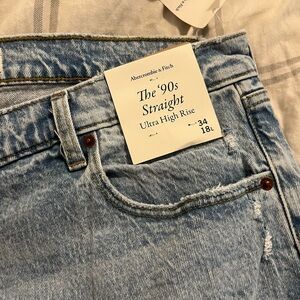 Abercrombie & Fitch
The '90s
Straight
Ultra High Rise
34
18L